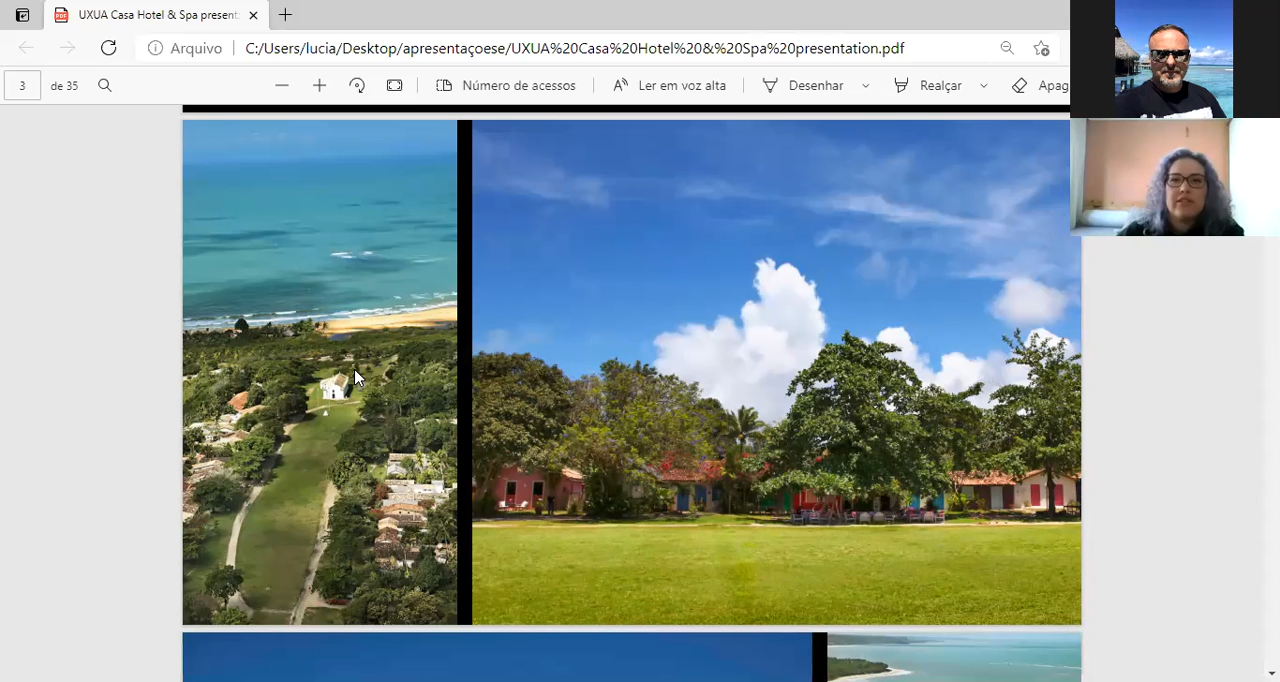 UXUA Casa Hotel & Spa present
Arquivo
C:/Users/lucia/Desktop/apresentaçoese/UXUA%20Casa%20Hotel%20&%20Spa%20presentation.pdf
3 de 35
Número de acessos
Ler em voz alta
Desenhar
Realçar
Apag